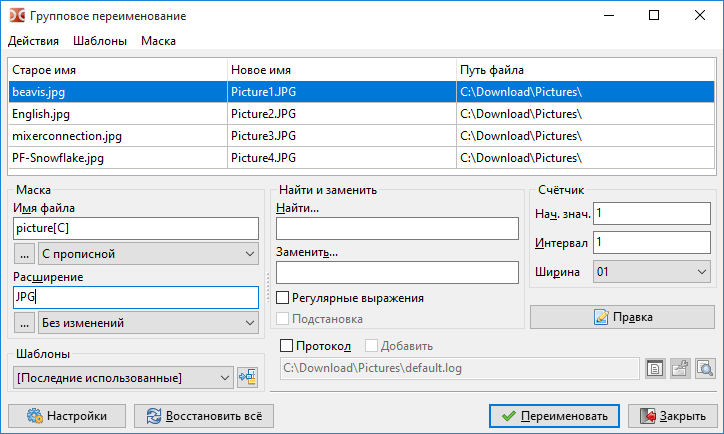 Групповое переименование
Действия Шаблоны Маска
Старое имя Новое имя Путь файла
beavis.jpg Picture1.JPG C:\Download\Pictures\
English.jpg Picture2.JPG C:\Download\Pictures\
mixerconnection.jpg Picture3.JPG C:\Download\Pictures\
PF-Snowflake.jpg Picture4.JPG C:\Download\Pictures\
Маска
Имя файла
picture[C]
... С прописной
Расширение
JPG
... Без изменений
Шаблоны
[Последние использованные]
Найти и заменить
Найти...
Заменить...
Регулярные выражения
Подстановка
Счётчик
Нач. знач. 1
Интервал 1
Ширина 01
Правка
Протокол Добавить
C:\Download\Pictures\default.log
Настройки Восстановить всё Переименовать Закрыть